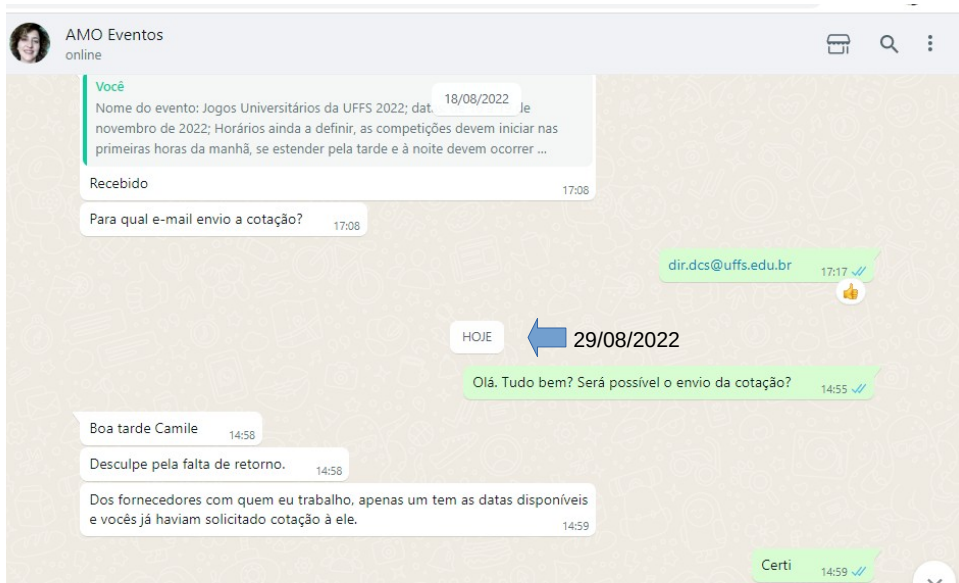 AMO Eventos
online
Você
18/08/2022
Nome do evento: Jogos Universitários da UFFS 2022; dat
novembro de 2022; Horários ainda a definir, as competições devem iniciar nas
primeiras horas da manhã, se estender pela tarde e à noite devem ocorrer ...
Recebido
17:08
Para qual e-mail envio a cotação?
17:08
dir.dcs@uffs.edu.br
17:17
HOJE
29/08/2022
Olá. Tudo bem? Será possível o envio da cotação?
14:55
Boa tarde Camile
14:58
Desculpe pela falta de retorno.
14:58
Dos fornecedores com quem eu trabalho, apenas um tem as datas disponíveis
e vocês já haviam solicitado cotação à ele.
14:59
Certi
14:59